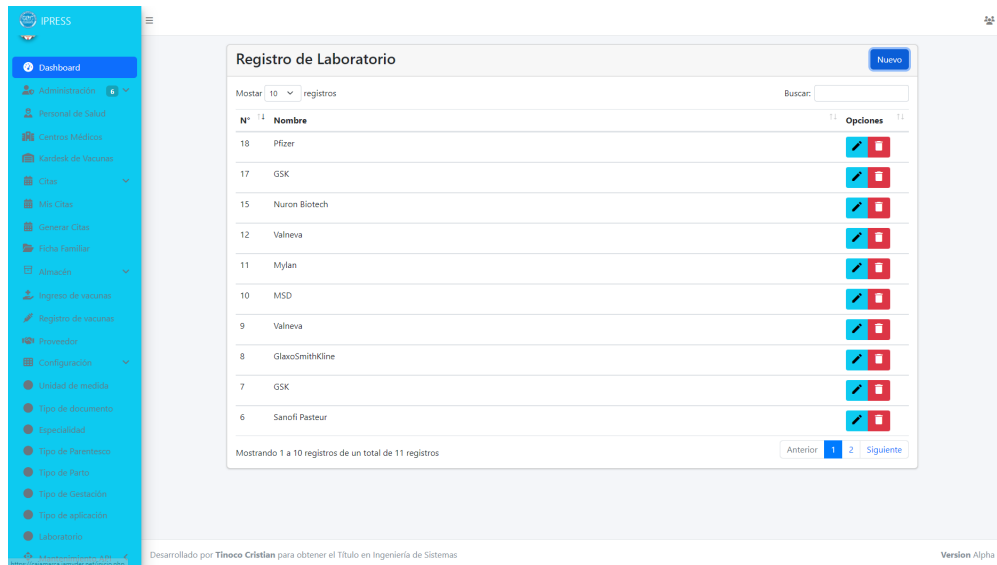 IPRESS
Dashboard
Administración 6
Personal de Salud
Centros Médicos
Kardesk de Vacunas
Citas
Mis Citas
Generar Citas
Ficha Familiar
Almacén
Ingreso de vacunas
Registro de vacunas
Proveedor
Configuración
Unidad de medida
Tipo de documento
Especialidad
Tipo de Parentesco
Tipo de Parto
Tipo de Gestación
Tipo de aplicación
Laboratorio
Mantenimiento API
Registro de Laboratorio
Nuevo
Mostar 10 registros
Buscar:
N° Nombre Opciones
18 Pfizer
17 GSK
15 Nuron Biotech
12 Valneva
11 Mylan
10 MSD
9 Valneva
8 GlaxoSmithKline
7 GSK
6 Sanofi Pasteur
Mostrando 1 a 10 registros de un total de 11 registros
Anterior 1 2 Siguiente
Desarrollado por Tinoco Cristian para obtener el Título en Ingeniería de Sistemas
Version Alpha